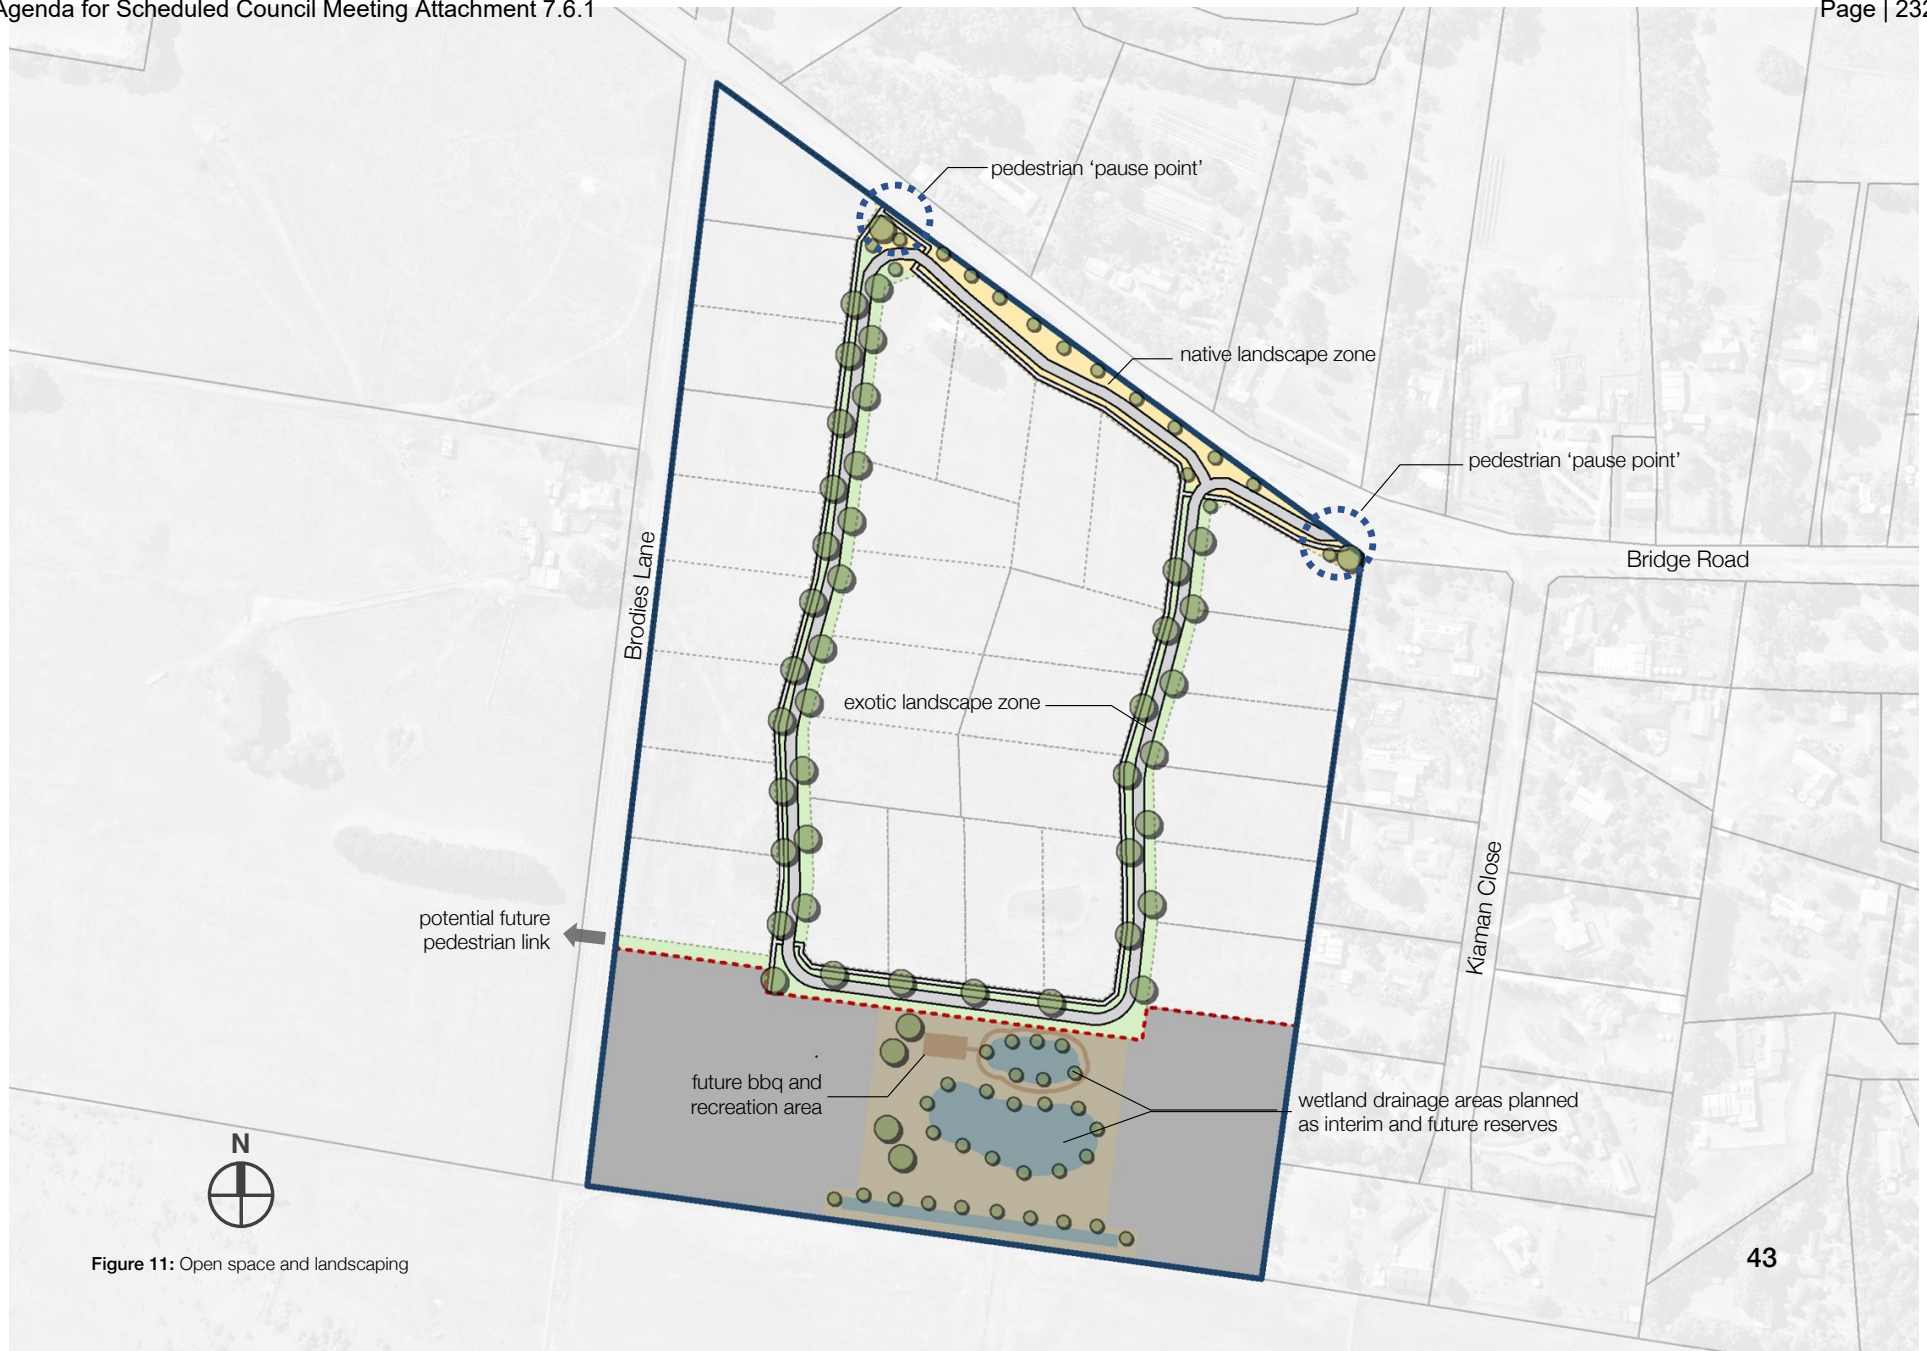 Agenda for Scheduled Council Meeting Attachment 7.6.1
Page | 232
pedestrian ‘pause point’
native landscape zone
pedestrian ‘pause point’
Bridge Road
Brodies Lane
exotic landscape zone
Kiaman Close
potential future
pedestrian link
future bbq and
recreation area
wetland drainage areas planned
as interim and future reserves
N
Figure 11: Open space and landscaping
43